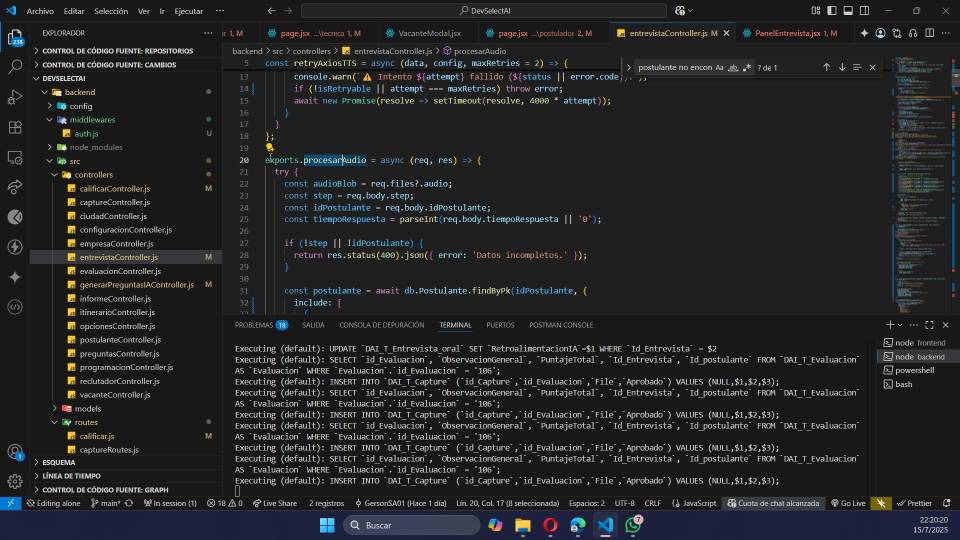 Archivo Editar Selección Ver Ir Ejecutar ··· DevSelectAI
238
EXPLORADOR
1, M page.jsx ...\tecnica 1, M VacanteModal.jsx page.jsx ...\postulador 2, M entrevistaController.js M PanelEntrevista.jsx 1, M
CONTROL DE CÓDIGO FUENTE: REPOSITORIOS
CONTROL DE CÓDIGO FUENTE: CAMBIOS
DEVSELECTAI
backend
config
middlewares
auth.js U
node_modules
src
controllers
calificarController.js M
captureController.js
ciudadController.js
configuracionController.js
empresaController.js
entrevistaController.js M
evaluacionController.js
generarPreguntasIAController.js M
informeController.js
itinerarioController.js
opcionesController.js
postulanteController.js
preguntasController.js
programacionController.js
reclutadorController.js
vacanteController.js
models
routes
calificar.js M
captureRoutes.js
ESQUEMA
LÍNEA DE TIEMPO
CONTROL DE CÓDIGO FUENTE: GRAPH
backend > src > controllers > entrevistaController.js > procesarAudio
postulante no encon Aa ab .* ? de 1
5 const retryAxiosTTS = async (data, config, maxRetries = 2) => {
13 console.warn(`⚠️ Intento ${attempt} fallido (${status || error.code})
14 if (!isRetryable || attempt === maxRetries) throw error;
15 await new Promise(resolve => setTimeout(resolve, 4000 * attempt));
16 }
17 }
18 };
19
20 exports.procesarAudio = async (req, res) => {
21 try {
22 const audioBlob = req.files?.audio;
23 const step = req.body.step;
24 const idPostulante = req.body.idPostulante;
25 const tiempoRespuesta = parseInt(req.body.tiempoRespuesta || '0');
26
27 if (!step || !idPostulante) {
28 return res.status(400).json({ error: 'Datos incompletos.' });
29 }
30
31 const postulante = await db.Postulante.findByPk(idPostulante, {
32 include: [
PROBLEMAS 18 SALIDA CONSOLA DE DEPURACIÓN TERMINAL PUERTOS POSTMAN CONSOLE
Executing (default): UPDATE `DAI_T_Entrevista_oral` SET `RetroalimentacionIA`=$1 WHERE `Id_Entrevista` = $2
Executing (default): SELECT `id_Evaluacion`, `ObservacionGeneral`, `PuntajeTotal`, `Id_Entrevista`, `Id_postulante` FROM `DAI_T_Evaluacion`
AS `Evaluacion` WHERE `Evaluacion`.`id_Evaluacion` = '106';
Executing (default): INSERT INTO `DAI_T_Capture` (`id_Capture`,`id_Evaluacion`,`File`,`Aprobado`) VALUES (NULL,$1,$2,$3);
Executing (default): SELECT `id_Evaluacion`, `ObservacionGeneral`, `PuntajeTotal`, `Id_Entrevista`, `Id_postulante` FROM `DAI_T_Evaluacion`
AS `Evaluacion` WHERE `Evaluacion`.`id_Evaluacion` = '106';
Executing (default): INSERT INTO `DAI_T_Capture` (`id_Capture`,`id_Evaluacion`,`File`,`Aprobado`) VALUES (NULL,$1,$2,$3);
Executing (default): SELECT `id_Evaluacion`, `ObservacionGeneral`, `PuntajeTotal`, `Id_Entrevista`, `Id_postulante` FROM `DAI_T_Evaluacion`
AS `Evaluacion` WHERE `Evaluacion`.`id_Evaluacion` = '106';
Executing (default): INSERT INTO `DAI_T_Capture` (`id_Capture`,`id_Evaluacion`,`File`,`Aprobado`) VALUES (NULL,$1,$2,$3);
Executing (default): SELECT `id_Evaluacion`, `ObservacionGeneral`, `PuntajeTotal`, `Id_Entrevista`, `Id_postulante` FROM `DAI_T_Evaluacion`
AS `Evaluacion` WHERE `Evaluacion`.`id_Evaluacion` = '106';
Executing (default): INSERT INTO `DAI_T_Capture` (`id_Capture`,`id_Evaluacion`,`File`,`Aprobado`) VALUES (NULL,$1,$2,$3);
node frontend
node backend
powershell
bash
1
Editing alone main* In session (1) 18 0 Live Share 2 registros GersonSA01 (Hace 1 día) Lín. 20, Col. 17 (8 seleccionada) Espacios: 2 UTF-8 CRLF JavaScript Cuota de chat alcanzada Go Live Prettier
Buscar
7
22:20:20
15/7/2025